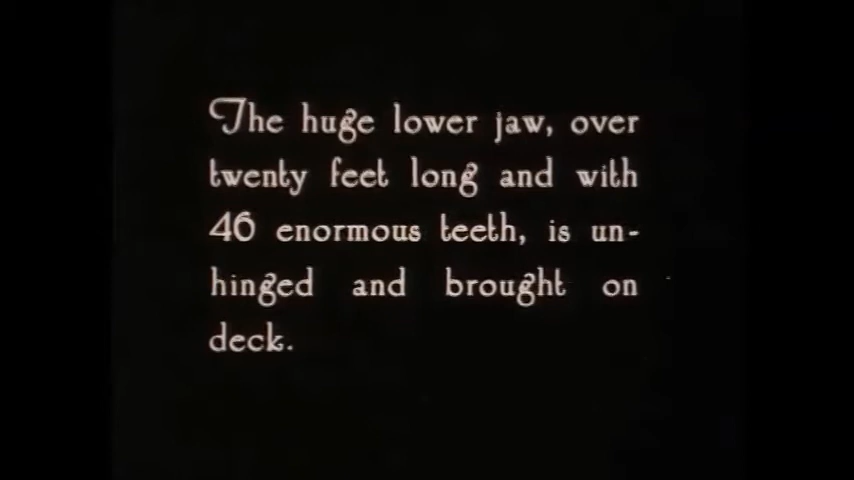 The huge lower jaw, over
twenty feet long and with
46 enormous teeth, is un-
hinged and brought on
deck.